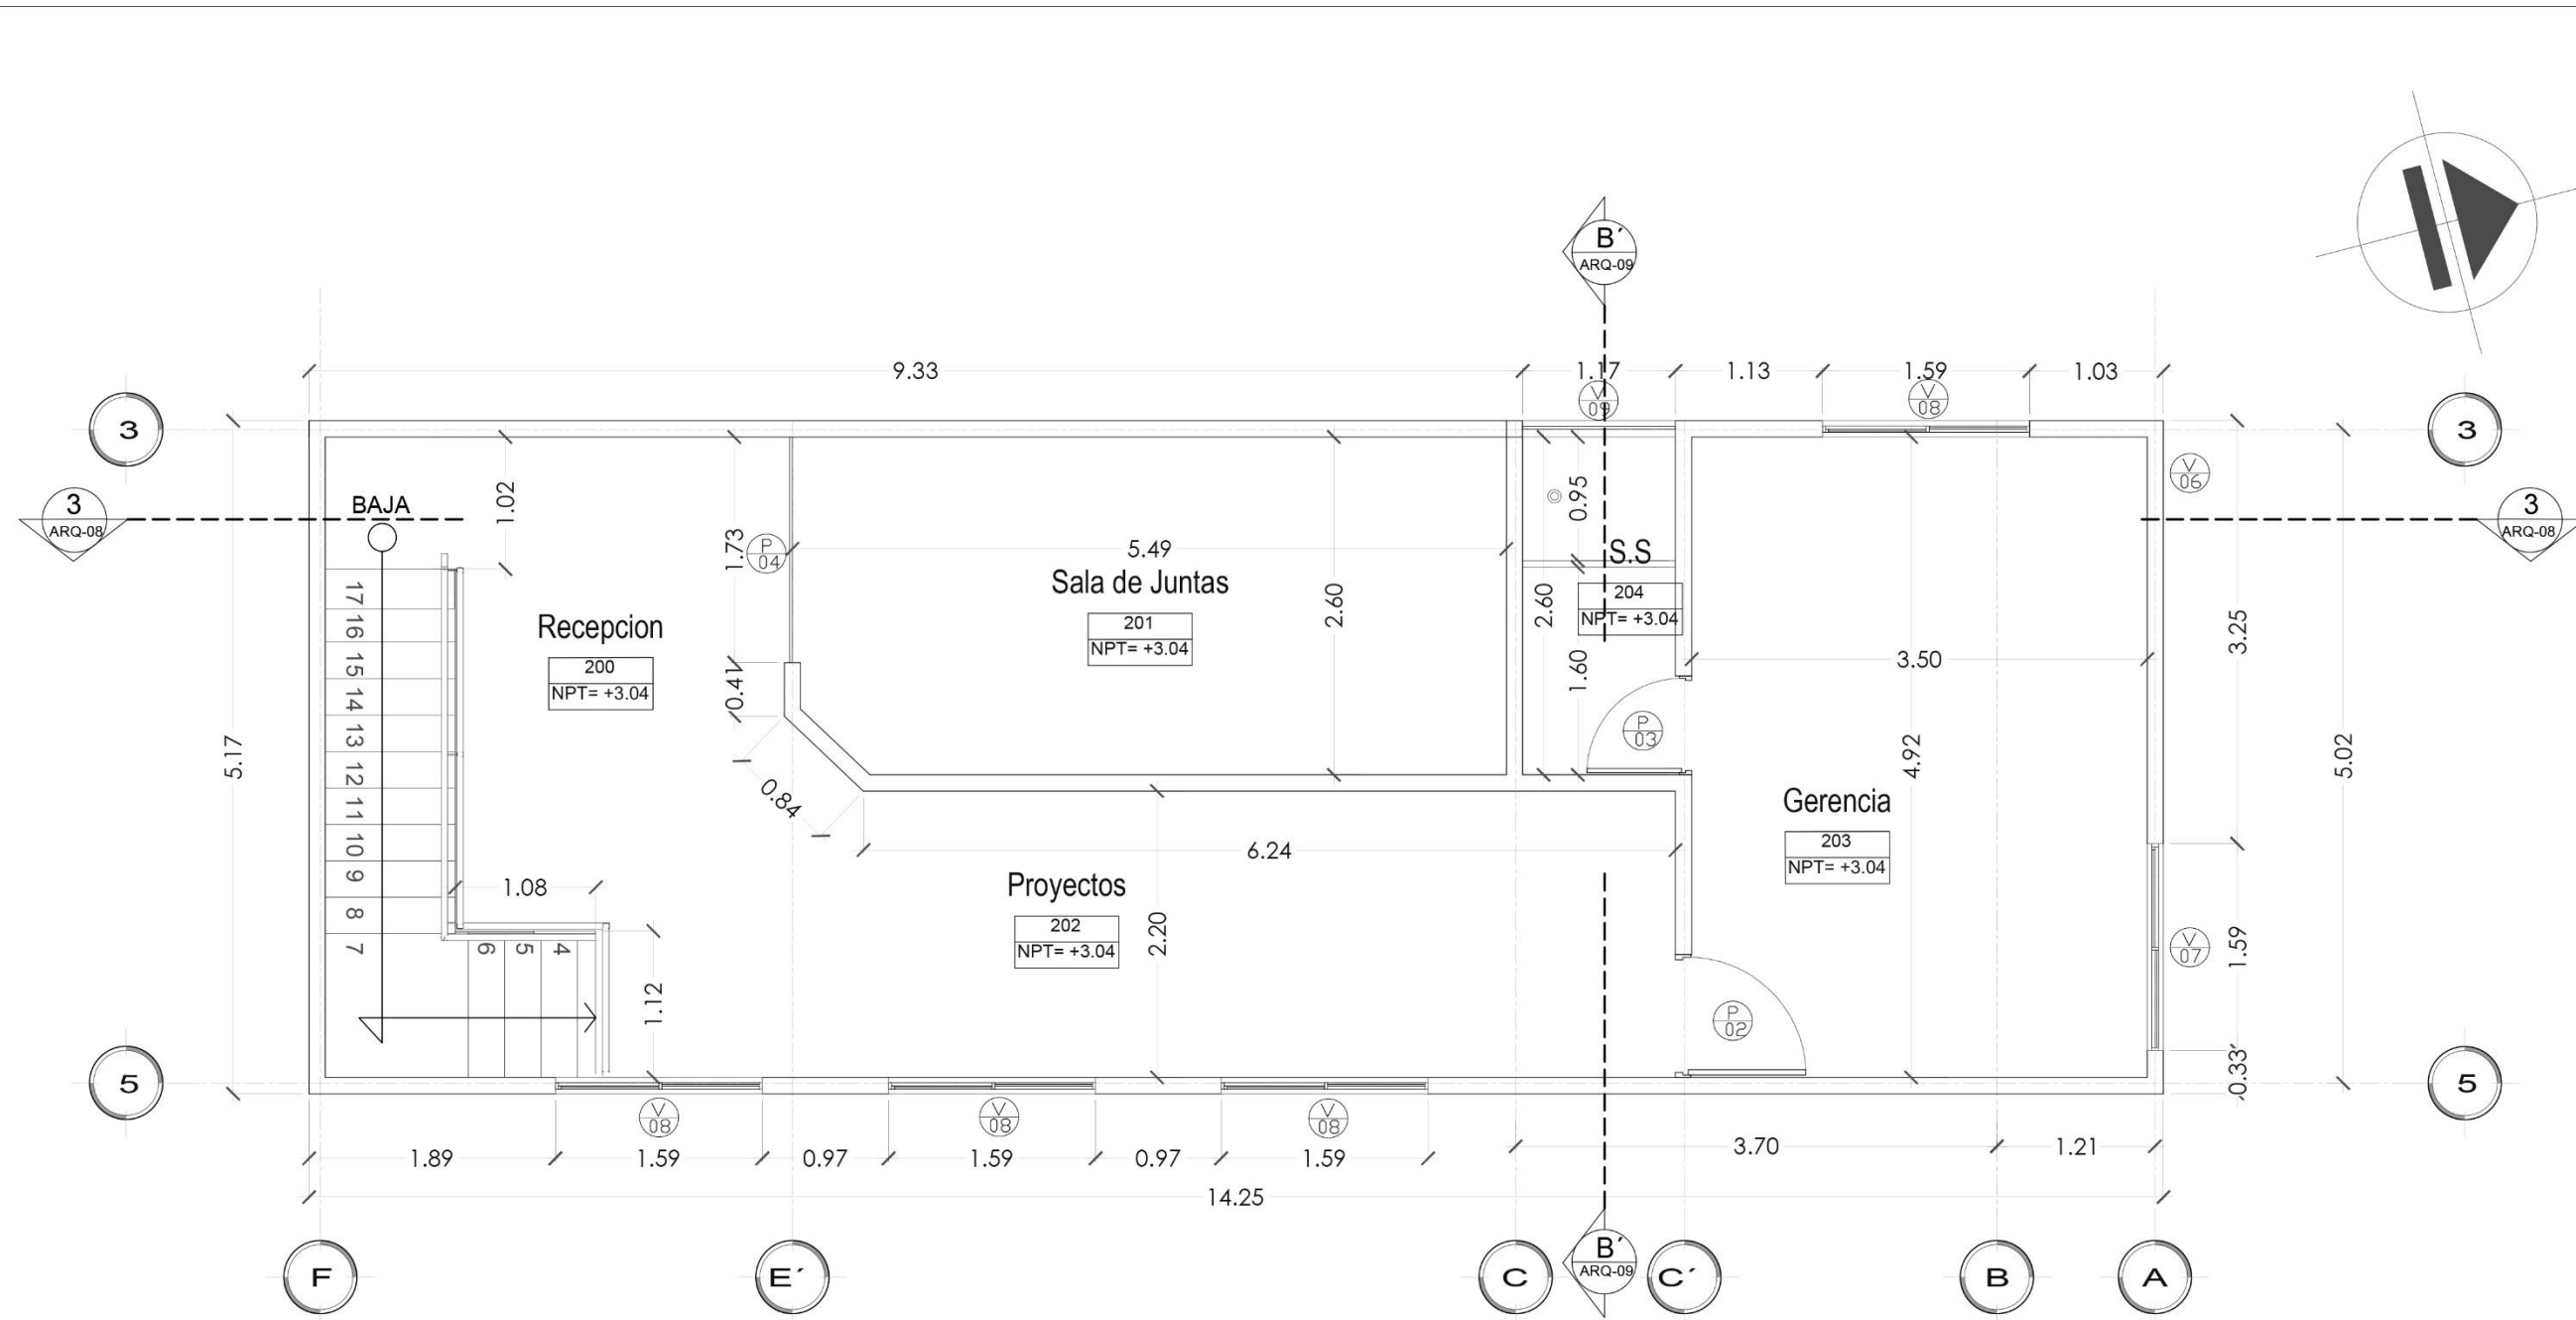 B´
ARQ-09
9.33
1.17
1.13
1.59
1.03
V
09
V
08
3
3
V
06
3
ARQ-08
BAJA
1.02
1.73
P
04
5.49
Sala de Juntas
201
NPT= +3.04
2.60
2.60
0.95
S.S
204
NPT= +3.04
1.60
3
ARQ-08
17
16
15
14
13
12
11
10
9
8
7
6
5
4
Recepcion
200
NPT= +3.04
0.41
0.84
3.50
3.25
5.17
P
03
4.92
5.02
Gerencia
203
NPT= +3.04
6.24
1.08
Proyectos
202
NPT= +3.04
2.20
1.12
V
07
1.59
P
02
0.33
5
5
V
08
V
08
V
08
1.89
1.59
0.97
1.59
0.97
1.59
3.70
1.21
14.25
F
E´
C
B´
ARQ-09
C´
B
A